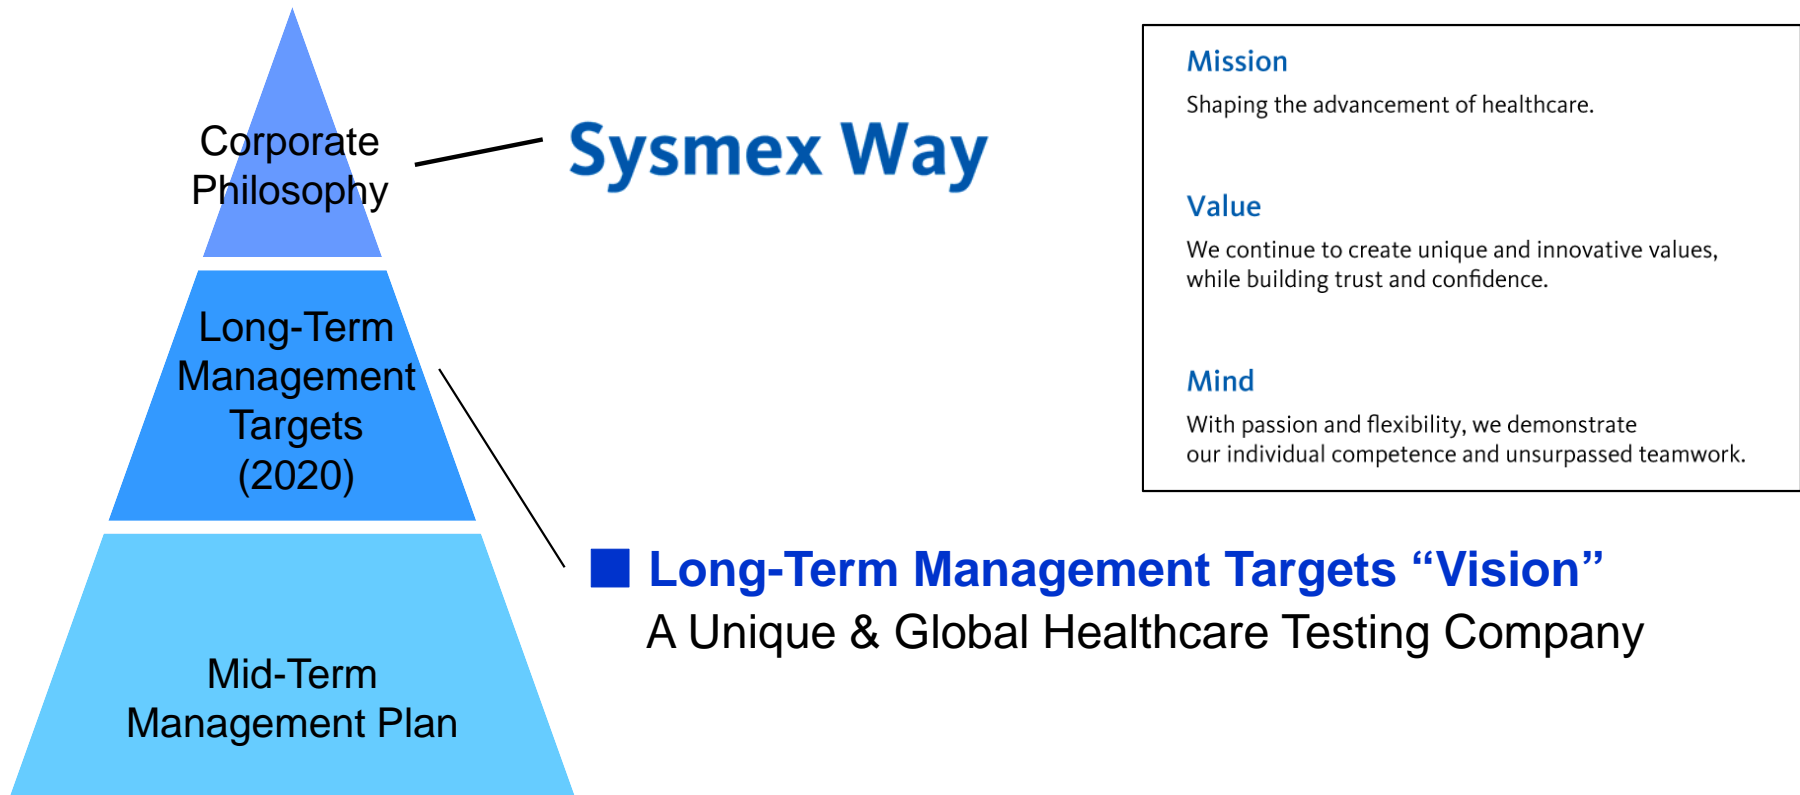 Corporate
Philosophy
Sysmex Way
Mission
Shaping the advancement of healthcare.
Value
We continue to create unique and innovative values,
while building trust and confidence.
Mind
With passion and flexibility, we demonstrate
our individual competence and unsurpassed teamwork.
Long-Term
Management
Targets
(2020)
Long-Term Management Targets “Vision”
A Unique & Global Healthcare Testing Company
Mid-Term
Management Plan